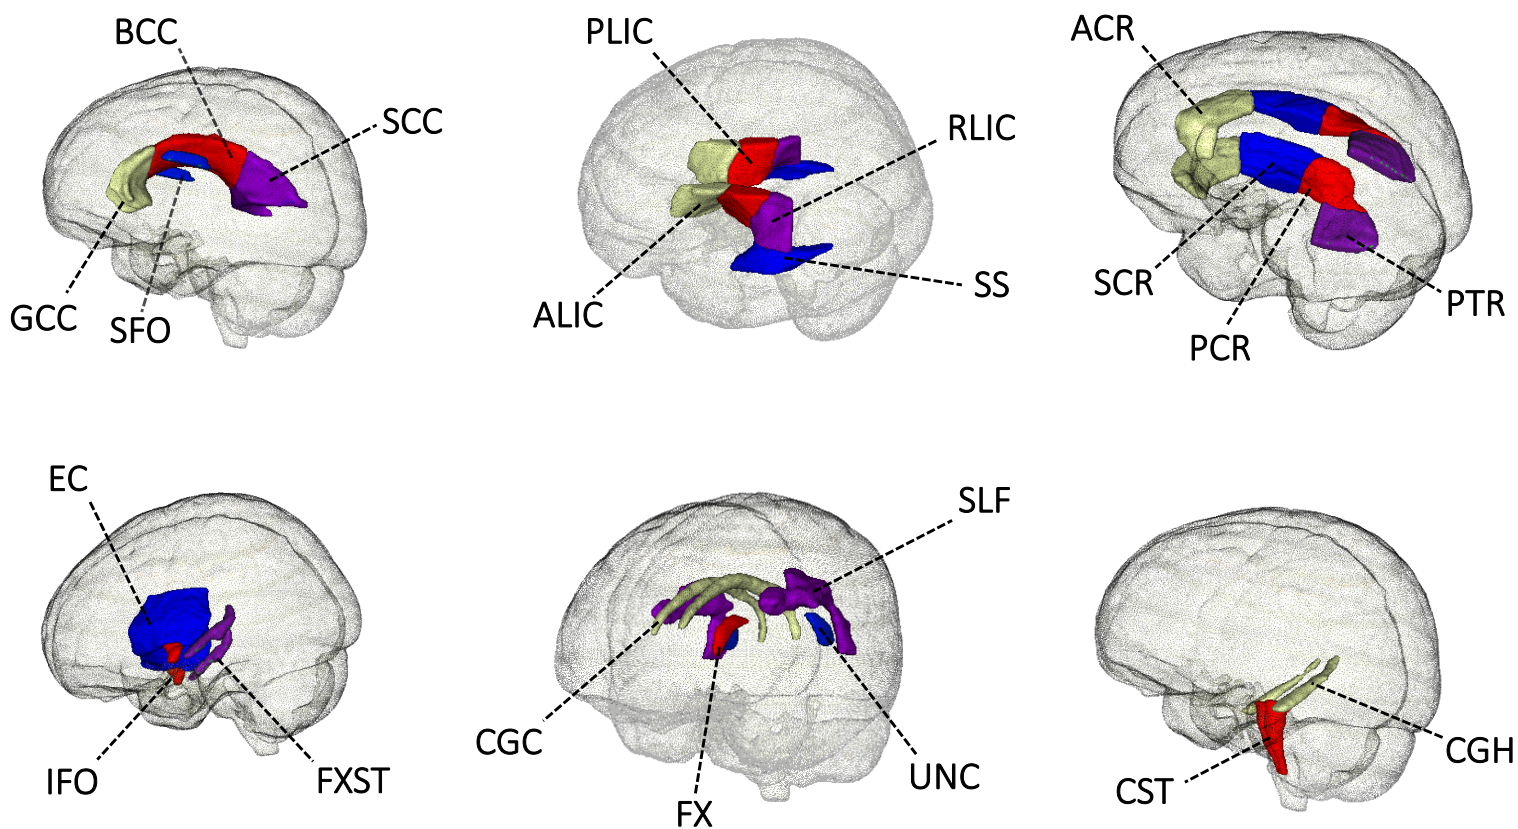 BCC
SCC
GCC
SFO
PLIC
RLIC
ALIC
SS
ACR
SCR
PCR
PTR
EC
IFO
FXST
SLF
CGC
FX
UNC
CST
CGH